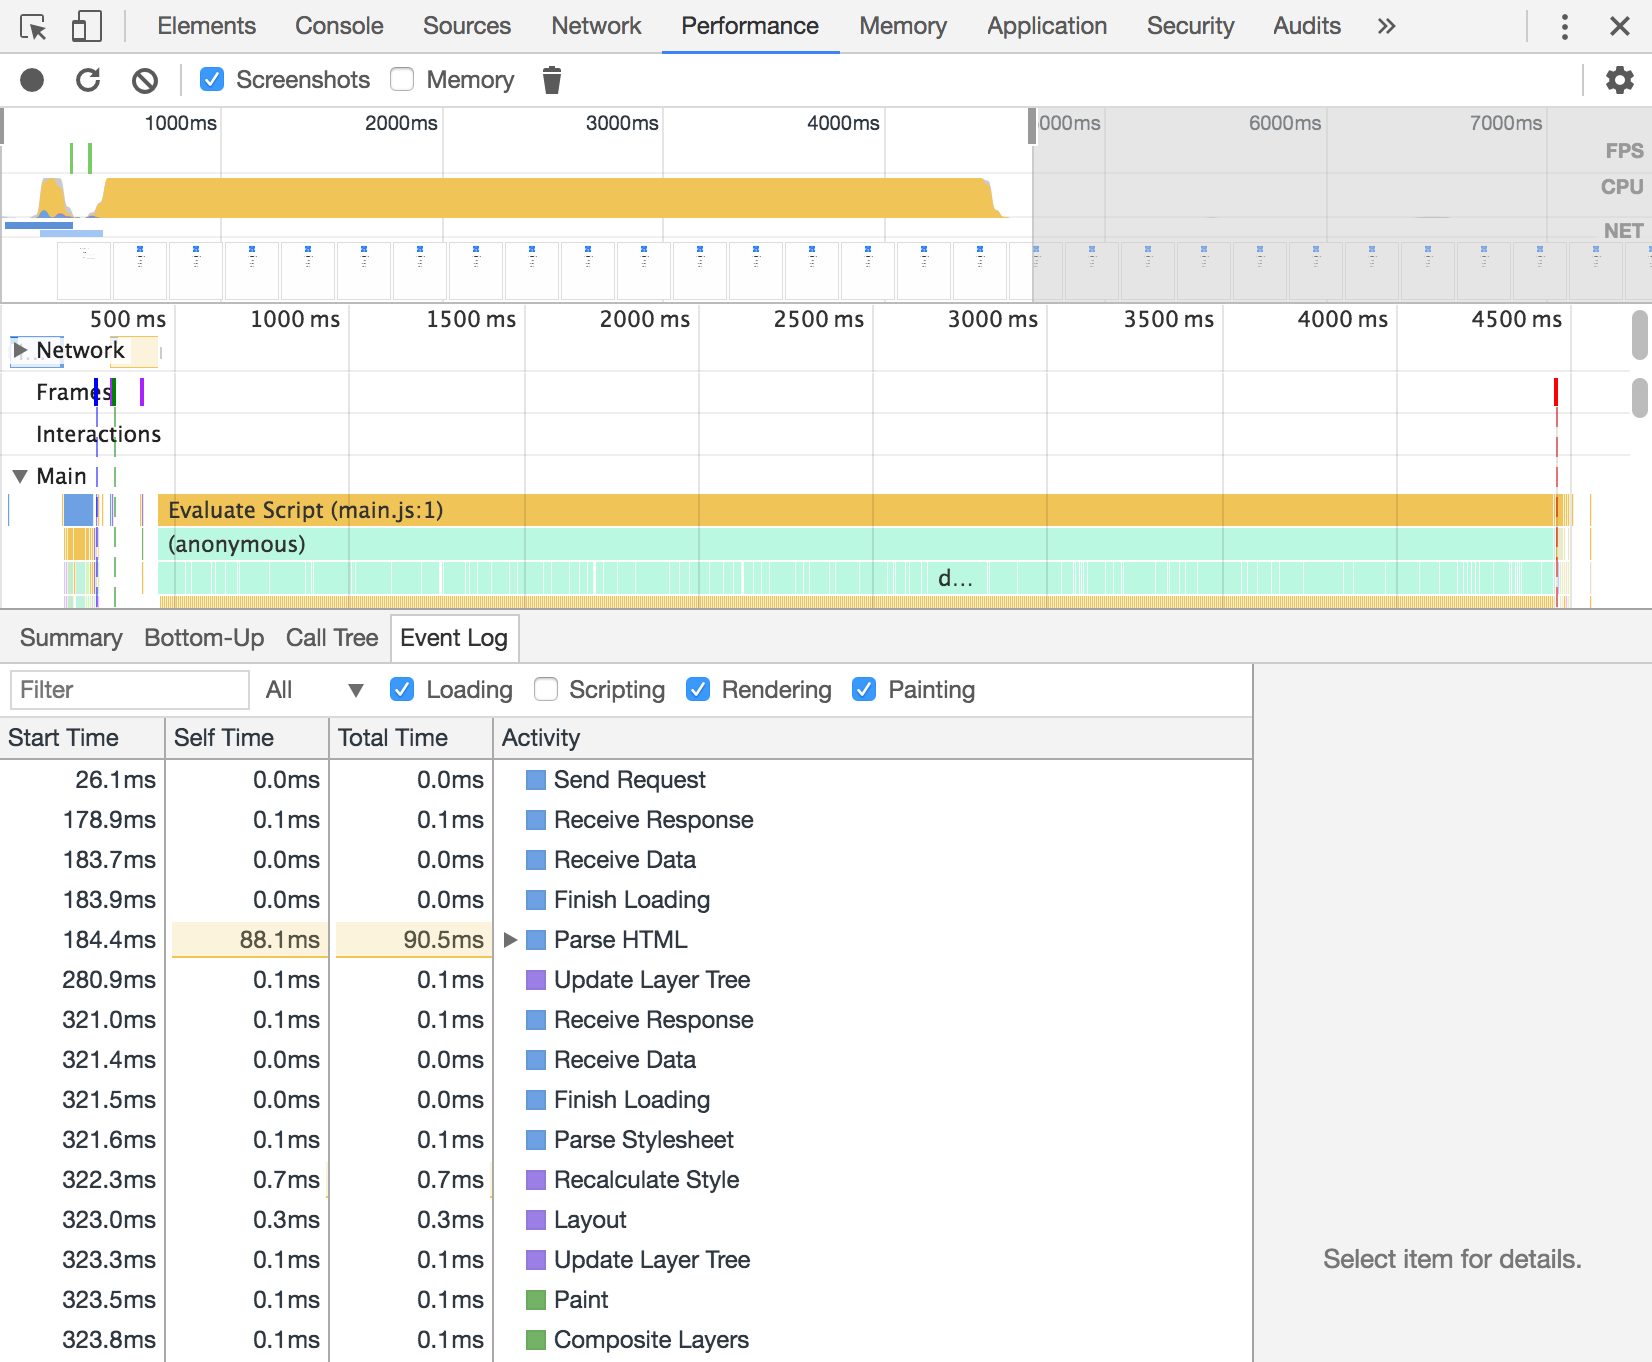 Elements Console Sources Network Performance Memory Application Security Audits »
Screenshots Memory
1000ms 2000ms 3000ms 4000ms 000ms 6000ms 7000ms
FPS
CPU
NET
500 ms 1000 ms 1500 ms 2000 ms 2500 ms 3000 ms 3500 ms 4000 ms 4500 ms
Network
Frames
Interactions
Main
Evaluate Script (main.js:1)
(anonymous)
d...
Summary Bottom-Up Call Tree Event Log
Filter All Loading Scripting Rendering Painting
Start Time Self Time Total Time Activity
26.1ms 0.0ms 0.0ms Send Request
178.9ms 0.1ms 0.1ms Receive Response
183.7ms 0.0ms 0.0ms Receive Data
183.9ms 0.0ms 0.0ms Finish Loading
184.4ms 88.1ms 90.5ms Parse HTML
280.9ms 0.1ms 0.1ms Update Layer Tree
321.0ms 0.1ms 0.1ms Receive Response
321.4ms 0.0ms 0.0ms Receive Data
321.5ms 0.0ms 0.0ms Finish Loading
321.6ms 0.1ms 0.1ms Parse Stylesheet
322.3ms 0.7ms 0.7ms Recalculate Style
323.0ms 0.3ms 0.3ms Layout
323.3ms 0.1ms 0.1ms Update Layer Tree
323.5ms 0.1ms 0.1ms Paint
323.8ms 0.1ms 0.1ms Composite Layers
Select item for details.